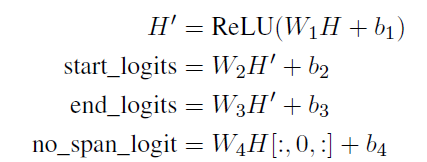 H′ = ReLU(W₁H + b₁)
start_logits = W₂H′ + b₂
end_logits = W₃H′ + b₃
no_span_logit = W₄H[:, 0, :] + b₄